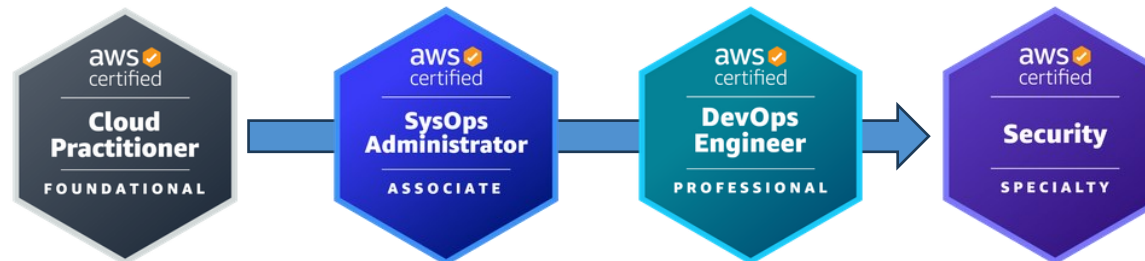 aws
certified
Cloud
Practitioner
FOUNDATIONAL
aws
certified
SysOps
Administrator
ASSOCIATE
aws
certified
DevOps
Engineer
PROFESSIONAL
aws
certified
Security
SPECIALTY